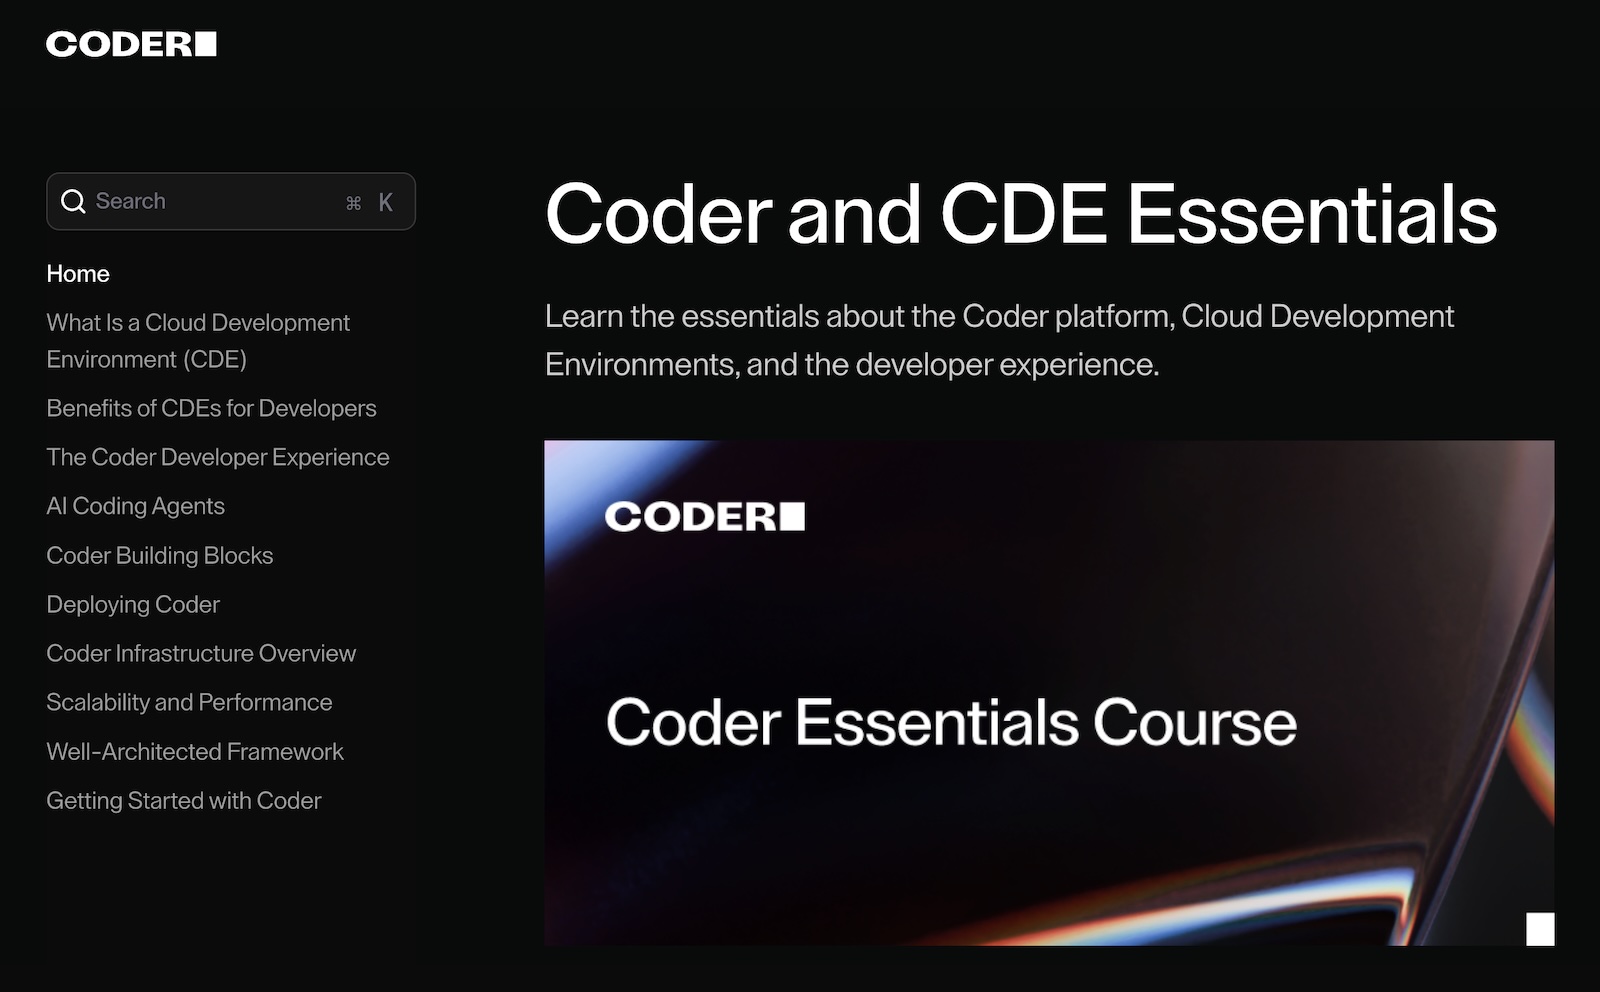 CODER
Search ⌘ K
Home
What Is a Cloud Development
Environment (CDE)
Benefits of CDEs for Developers
The Coder Developer Experience
AI Coding Agents
Coder Building Blocks
Deploying Coder
Coder Infrastructure Overview
Scalability and Performance
Well-Architected Framework
Getting Started with Coder
Coder and CDE Essentials
Learn the essentials about the Coder platform, Cloud Development
Environments, and the developer experience.
CODER
Coder Essentials Course